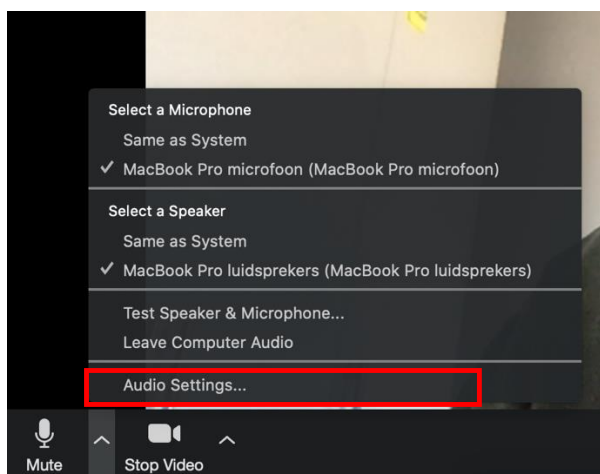 Select a Microphone
Same as System
MacBook Pro microfoon (MacBook Pro microfoon)
Select a Speaker
Same as System
MacBook Pro luidsprekers (MacBook Pro luidsprekers)
Test Speaker & Microphone...
Leave Computer Audio
Audio Settings...
Mute
Stop Video